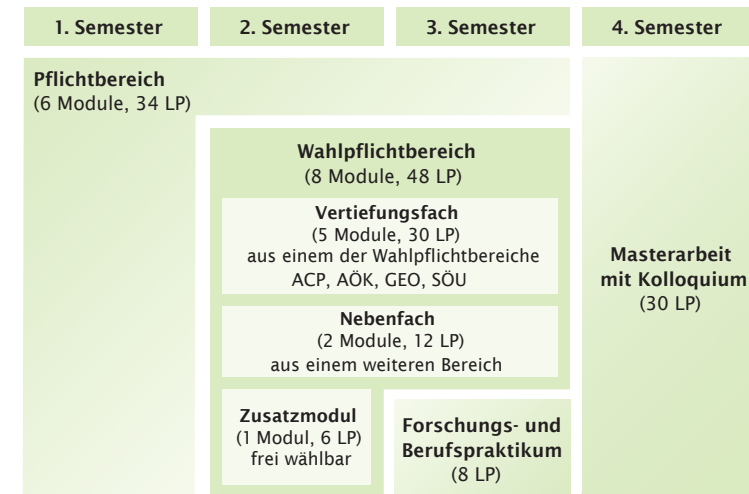 1. Semester
2. Semester
3. Semester
4. Semester
Pflichtbereich
(6 Module, 34 LP)
Wahlpflichtbereich
(8 Module, 48 LP)
Vertiefungsfach
(5 Module, 30 LP)
aus einem der Wahlpflichtbereiche
ACP, AÖK, GEO, SÖU
Nebenfach
(2 Module, 12 LP)
aus einem weiteren Bereich
Zusatzmodul
(1 Modul, 6 LP)
frei wählbar
Forschungs- und
Berufspraktikum
(8 LP)
Masterarbeit
mit Kolloquium
(30 LP)